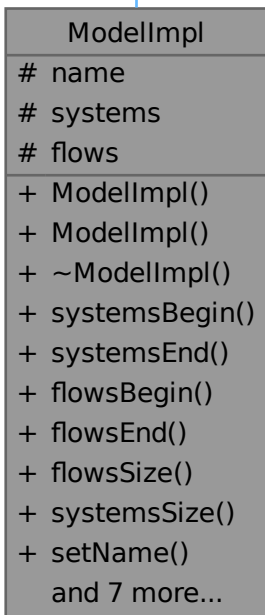 ModelImpl
# name
# systems
# flows
+ ModelImpl()
+ ModelImpl()
+ ~ModelImpl()
+ systemsBegin()
+ systemsEnd()
+ flowsBegin()
+ flowsEnd()
+ flowsSize()
+ systemsSize()
+ setName()
and 7 more...